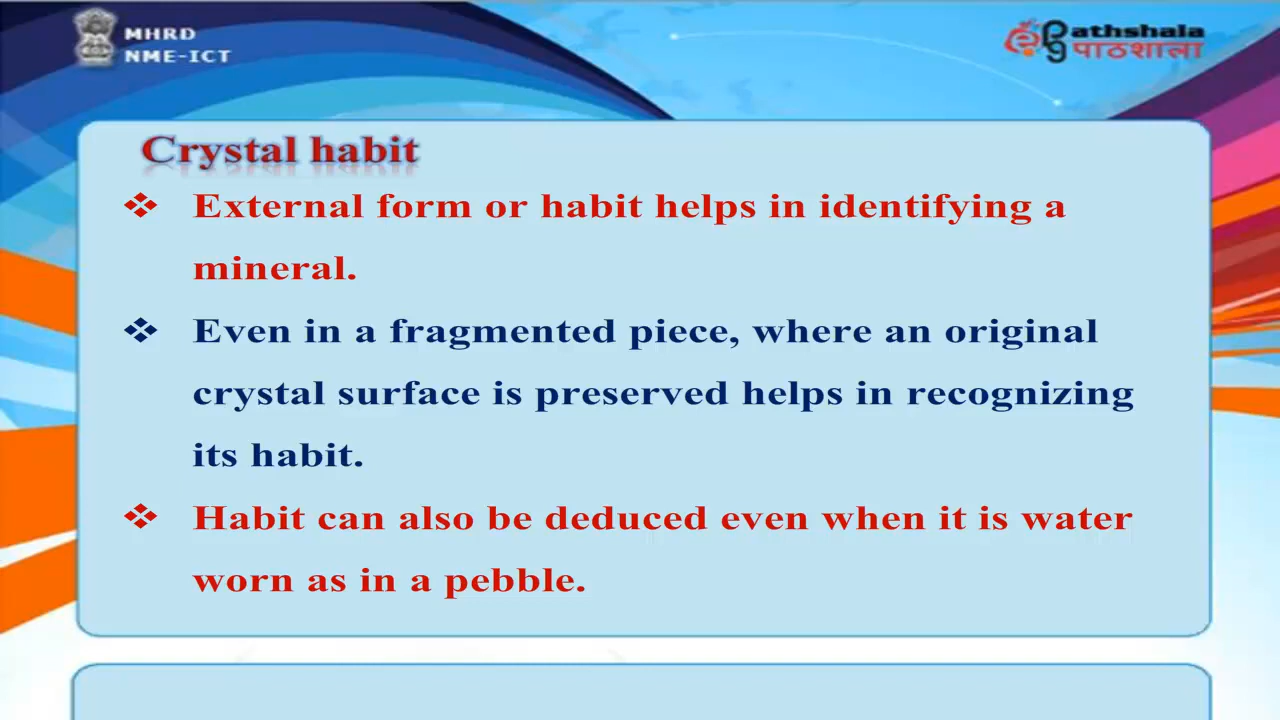 MHRD
NME-ICT
Pathshala
पाठशाला
Crystal habit
❖ External form or habit helps in identifying a
mineral.
❖ Even in a fragmented piece, where an original
crystal surface is preserved helps in recognizing
its habit.
❖ Habit can also be deduced even when it is water
worn as in a pebble.